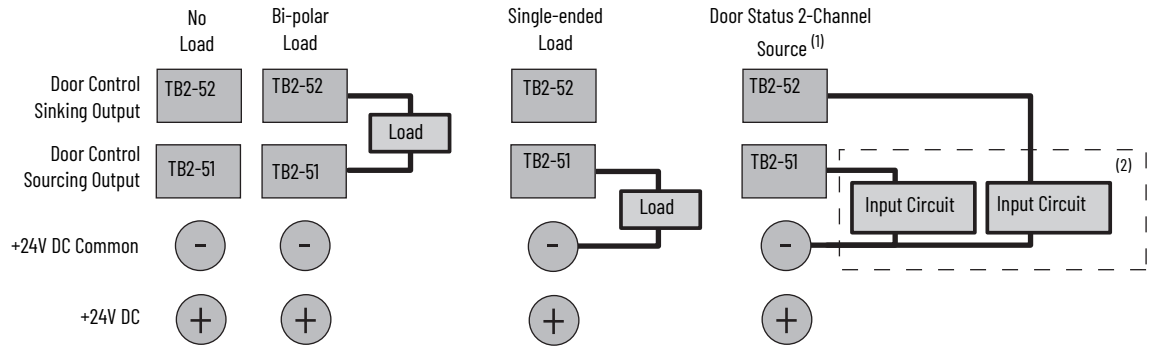 No
Load
Bi-polar
Load
Single-ended
Load
Door Status 2-Channel
Source (1)
Door Control
Sinking Output
TB2-52
TB2-52
TB2-52
TB2-52
Load
Door Control
Sourcing Output
TB2-51
TB2-51
TB2-51
TB2-51
(2)
Load
Input Circuit
Input Circuit
+24V DC Common
-
-
-
-
+24V DC
+
+
+
+